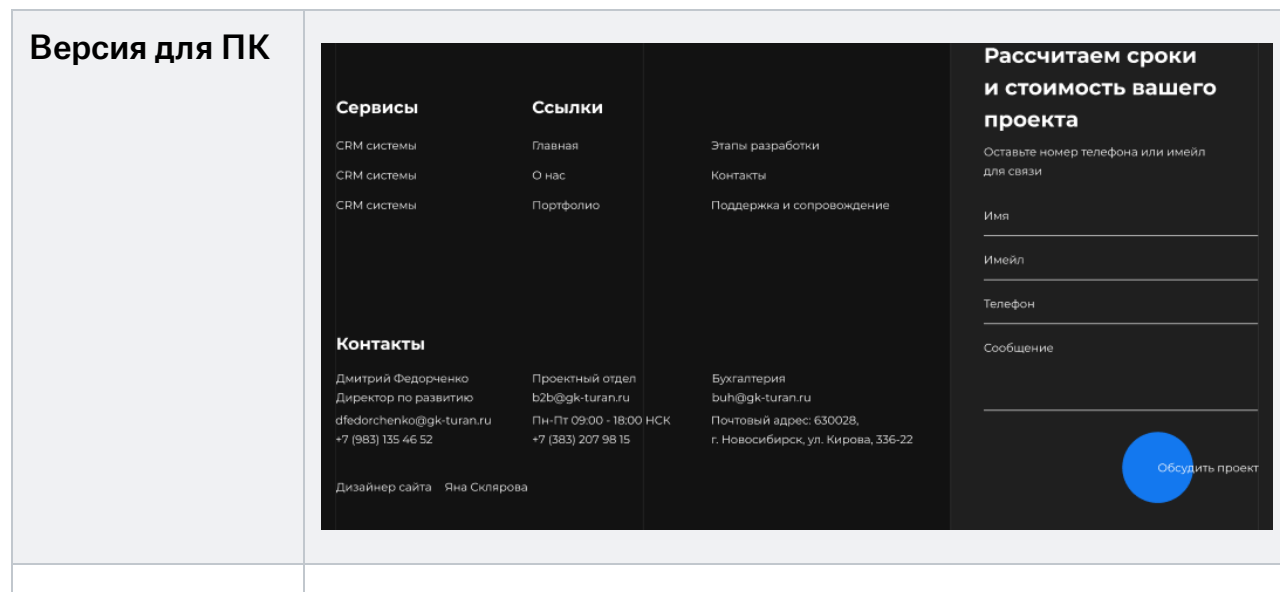 Версия для ПК
Сервисы
CRM системы
CRM системы
CRM системы
Ссылки
Главная
О нас
Портфолио
Этапы разработки
Контакты
Поддержка и сопровождение
Контакты
Дмитрий Федорченко
Директор по развитию
dfedorchenko@gk-turan.ru
+7 (983) 135 46 52
Проектный отдел
b2b@gk-turan.ru
Пн-Пт 09:00 - 18:00 НСК
+7 (383) 207 98 15
Бухгалтерия
buh@gk-turan.ru
Почтовый адрес: 630028,
г. Новосибирск, ул. Кирова, 336-22
Дизайнер сайта Яна Склярова
Рассчитаем сроки
и стоимость вашего
проекта
Оставьте номер телефона или имейл
для связи
Имя
Имейл
Телефон
Сообщение
Обсудить проект